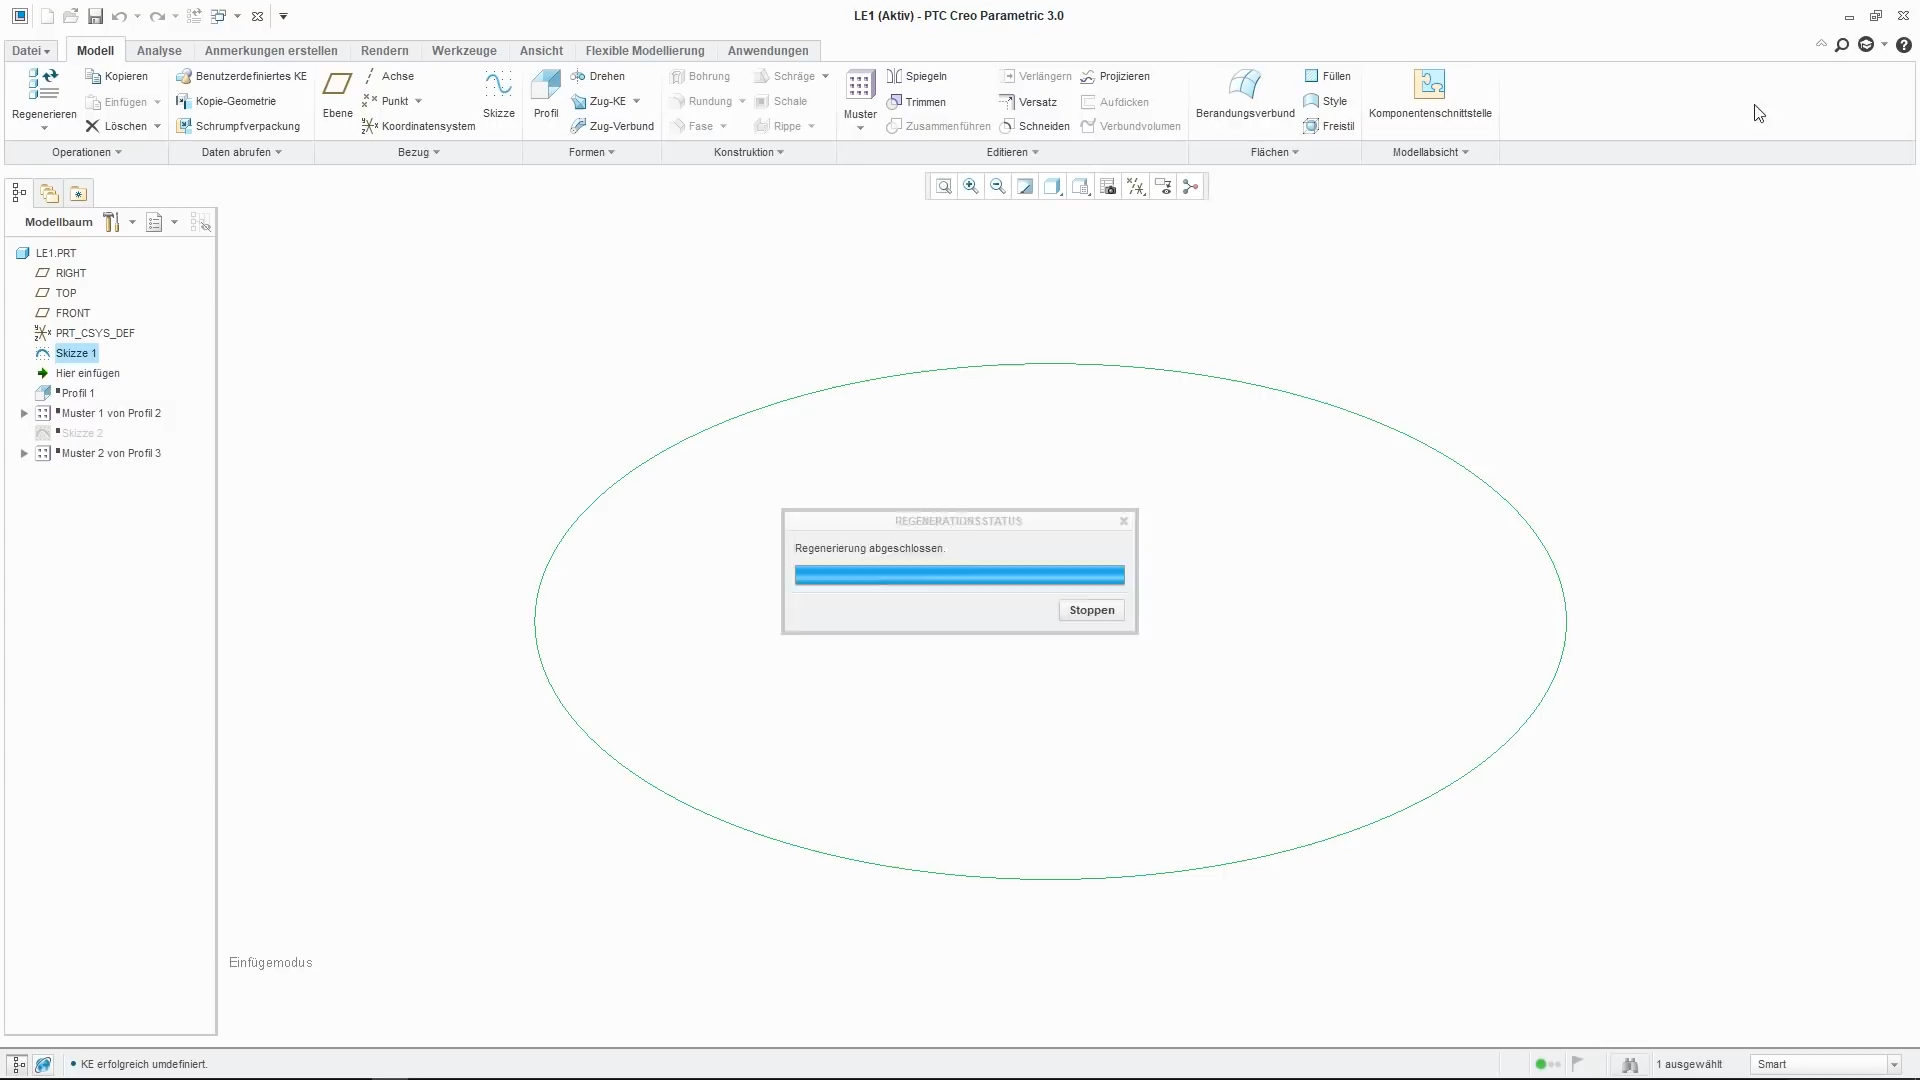 LE1 (Aktiv) - PTC Creo Parametric 3.0
Datei Modell Analyse Anmerkungen erstellen Rendern Werkzeuge Ansicht Flexible Modellierung Anwendungen
Regenerieren
Kopieren
Einfügen
Löschen
Operationen
Benutzerdefiniertes KE
Kopie-Geometrie
Schrumpfverpackung
Daten abrufen
Ebene
Achse
Punkt
Koordinatensystem
Skizze
Bezug
Profil
Drehen
Zug-KE
Zug-Verbund
Formen
Bohrung
Rundung
Fase
Schräge
Schale
Rippe
Konstruktion
Muster
Spiegeln
Trimmen
Zusammenführen
Verlängern
Versatz
Schneiden
Projizieren
Aufdicken
Verbundvolumen
Editieren
Berandungsverbund
Füllen
Style
Freistil
Flächen
Komponentenschnittstelle
Modellabsicht
Modellbaum
LE1.PRT
RIGHT
TOP
FRONT
PRT_CSYS_DEF
Skizze 1
Hier einfügen
Profil 1
Muster 1 von Profil 2
Skizze 2
Muster 2 von Profil 3
REGENERATIONSSTATUS
Regenerierung abgeschlossen.
Stoppen
Einfügemodus
KE erfolgreich umdefiniert.
1 ausgewählt
Smart